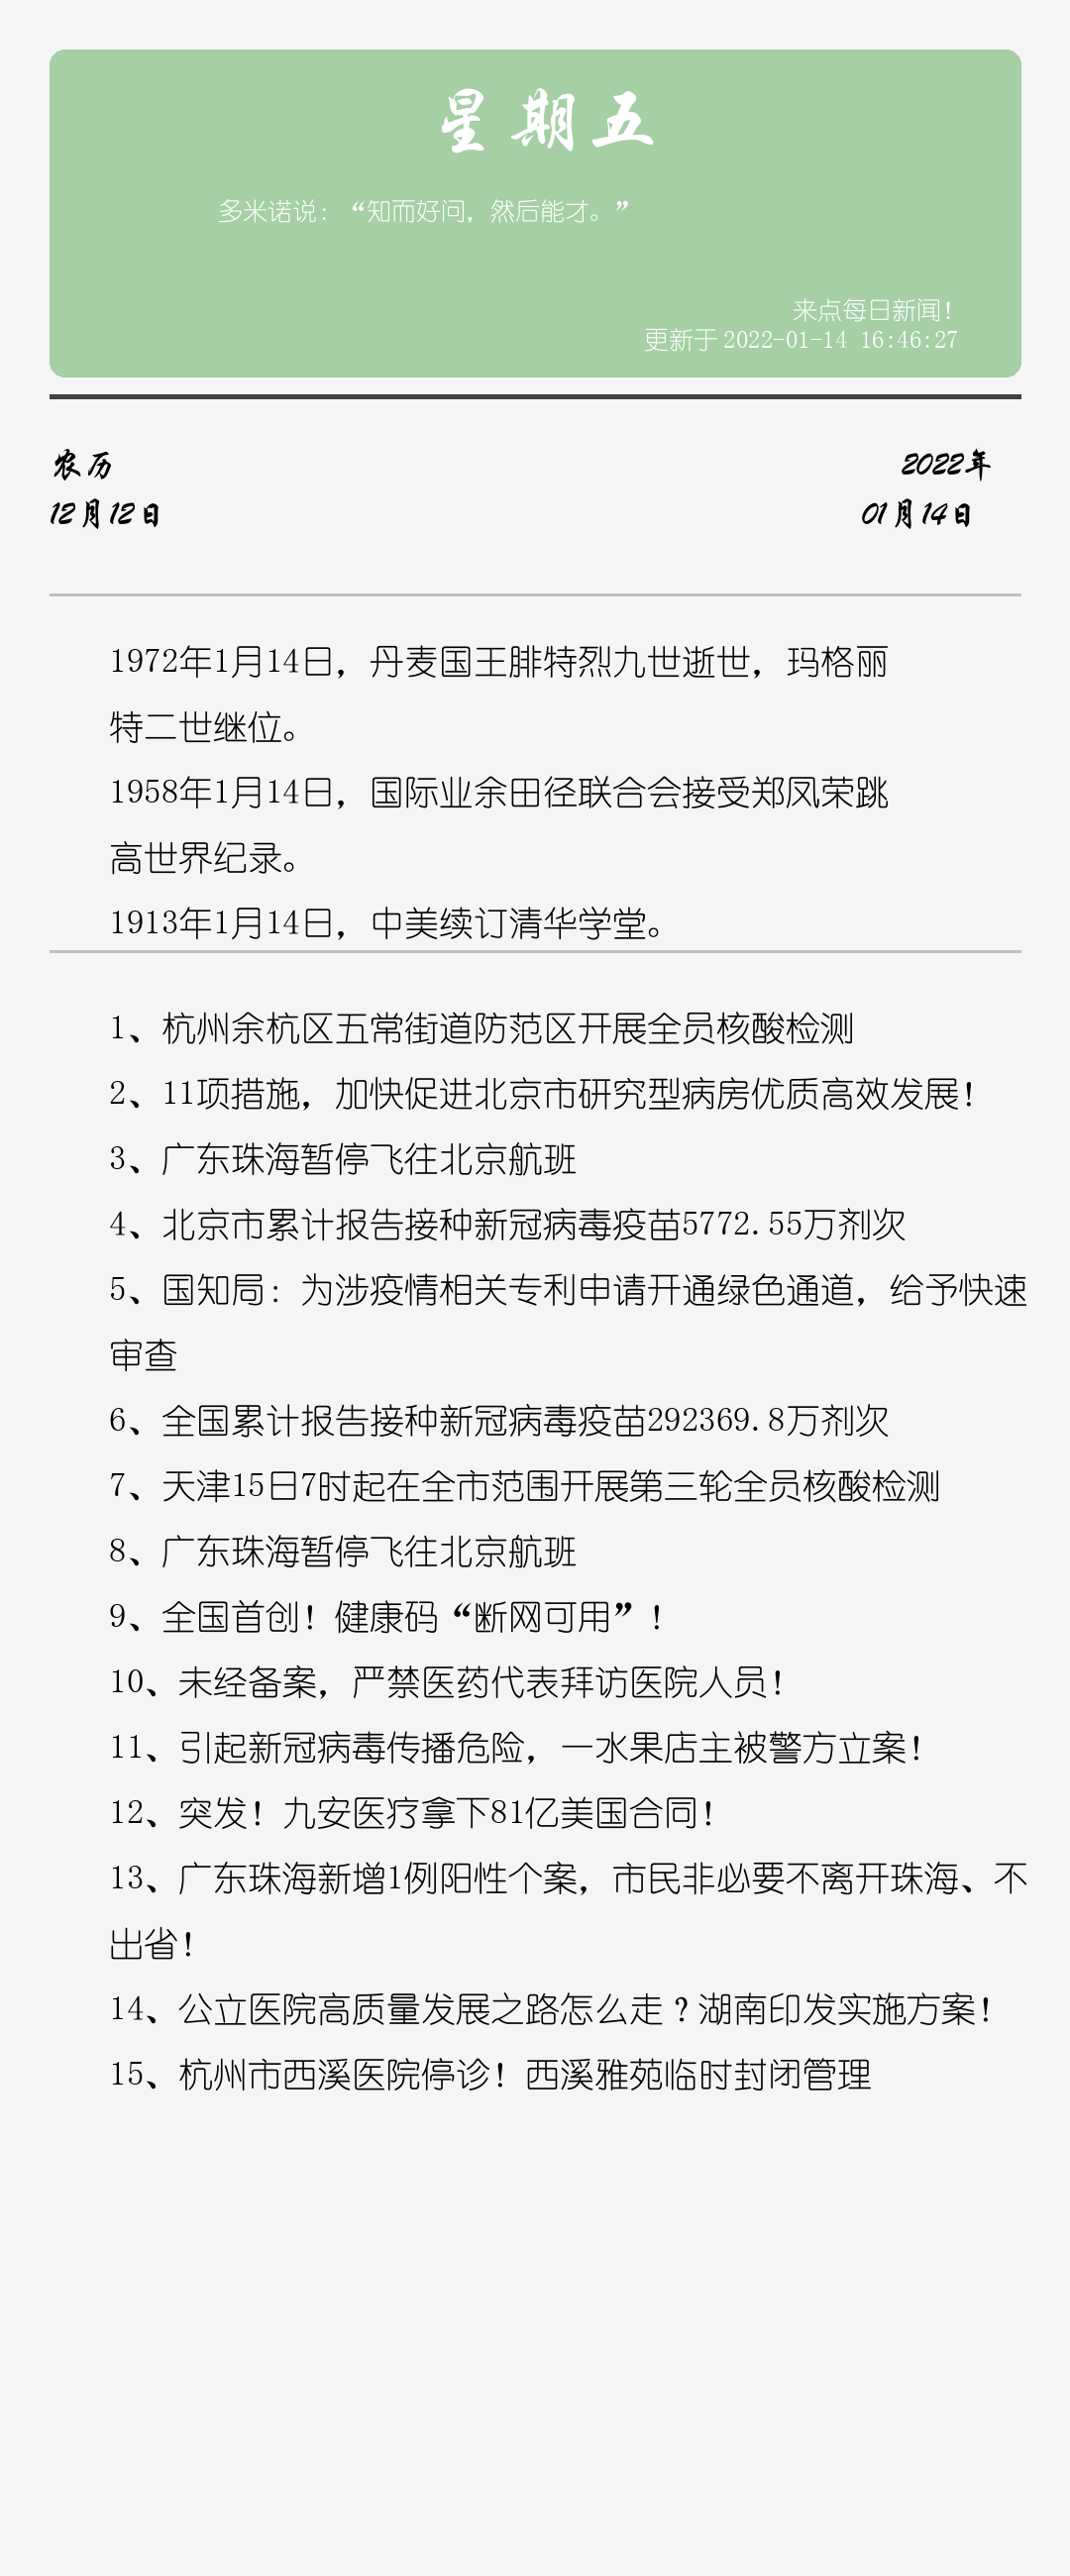 星期五
多米诺说：“知而好问，然后能才。”
来点每日新闻！
更新于 2022-01-14 16:46:27
农历
2022年
12月12日
01月14日
1972年1月14日，丹麦国王腓特烈九世逝世，玛格丽
特二世继位。
1958年1月14日，国际业余田径联合会接受郑凤荣跳
高世界纪录。
1913年1月14日，中美续订清华学堂。
1、杭州余杭区五常街道防范区开展全员核酸检测
2、11项措施，加快促进北京市研究型病房优质高效发展！
3、广东珠海暂停飞往北京航班
4、北京市累计报告接种新冠病毒疫苗5772.55万剂次
5、国知局：为涉疫情相关专利申请开通绿色通道，给予快速
审查
6、全国累计报告接种新冠病毒疫苗292369.8万剂次
7、天津15日7时起在全市范围开展第三轮全员核酸检测
8、广东珠海暂停飞往北京航班
9、全国首创！健康码“断网可用”！
10、未经备案，严禁医药代表拜访医院人员！
11、引起新冠病毒传播危险，一水果店主被警方立案！
12、突发！九安医疗拿下81亿美国合同！
13、广东珠海新增1例阳性个案，市民非必要不离开珠海、不
出省！
14、公立医院高质量发展之路怎么走？湖南印发实施方案！
15、杭州市西溪医院停诊！西溪雅苑临时封闭管理